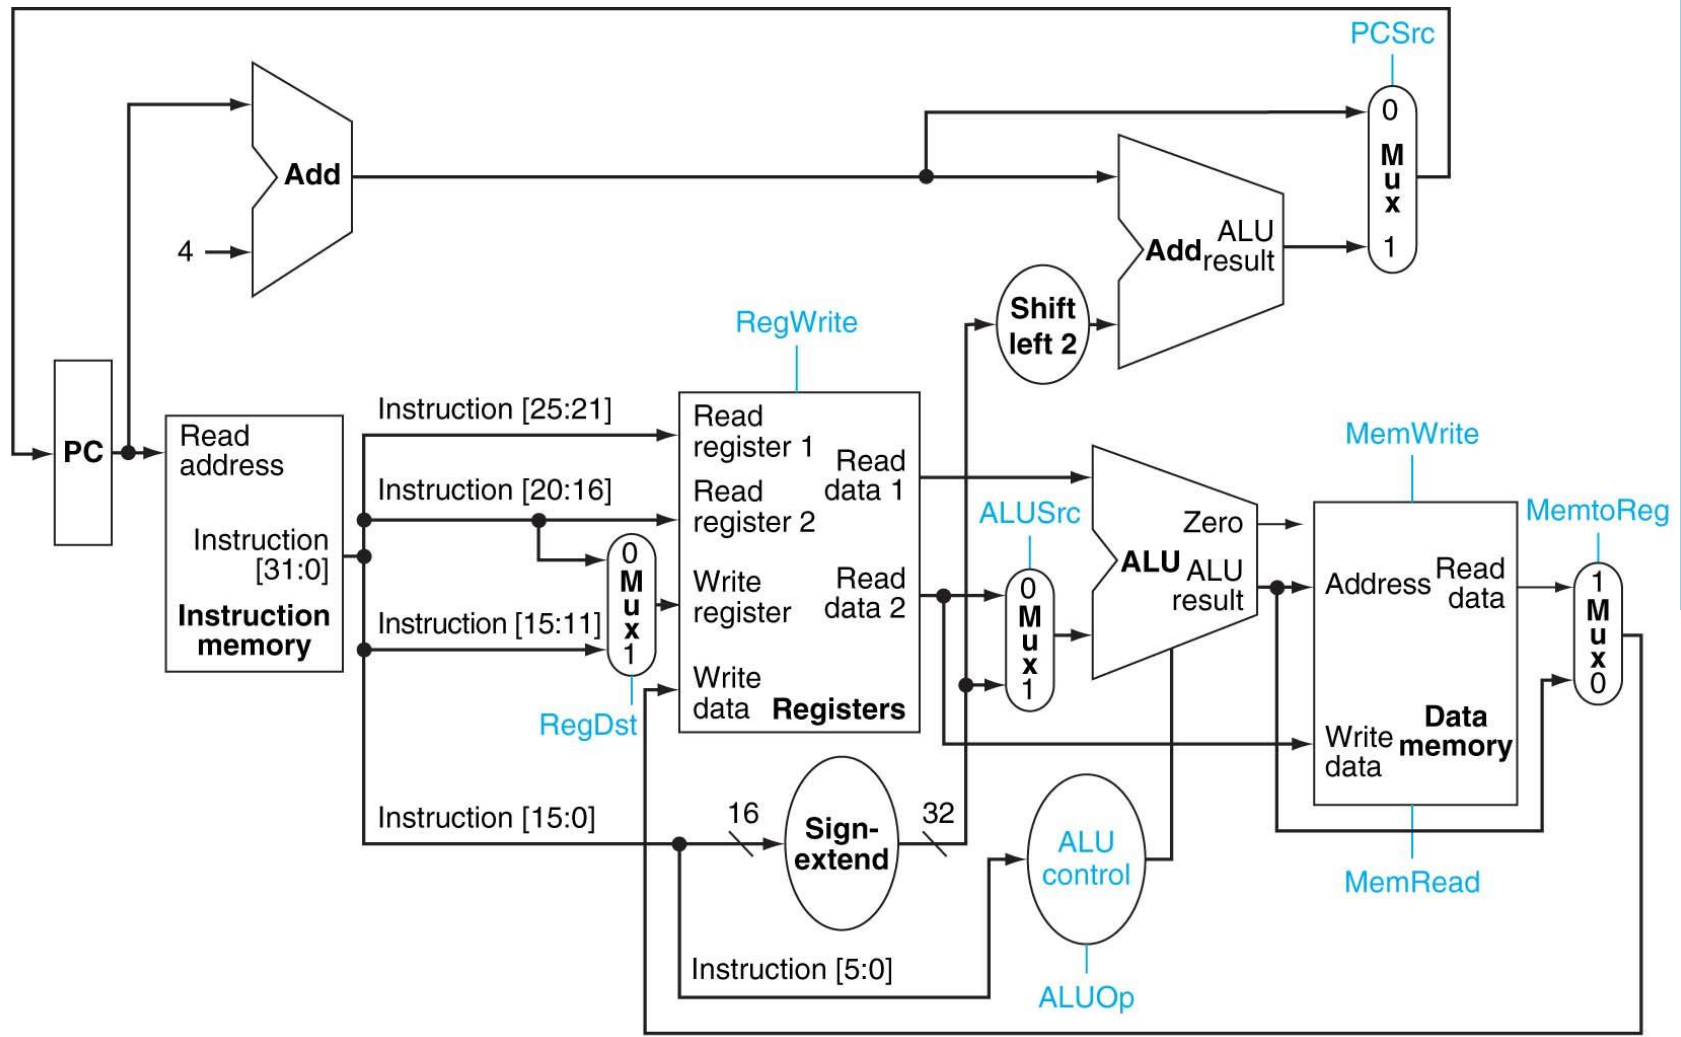 PCSrc
0
M
u
x
1
Add
4
Add
ALU
result
Shift
left 2
RegWrite
PC
Read
address
Instruction
[31:0]
Instruction
memory
Instruction [25:21]
Instruction [20:16]
Instruction [15:11]
0
M
u
x
1
RegDst
Read
register 1
Read
register 2
Write
register
Write
data
Read
data 1
Read
data 2
Registers
ALUSrc
0
M
u
x
1
ALU
Zero
ALU
result
MemWrite
Address
Read
data
Write
data
Data
memory
MemRead
MemtoReg
1
M
u
x
0
Instruction [15:0]
16
Sign-
extend
32
ALU
control
Instruction [5:0]
ALUOp